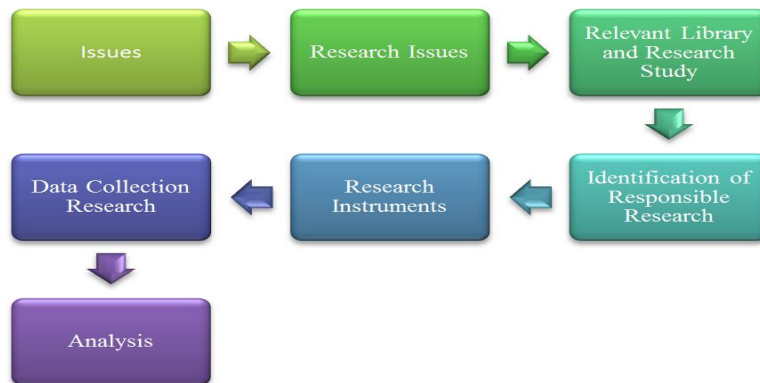 Issues
Research Issues
Relevant Library
and Research
Study
Identification of
Responsible
Research
Research
Instruments
Data Collection
Research
Analysis